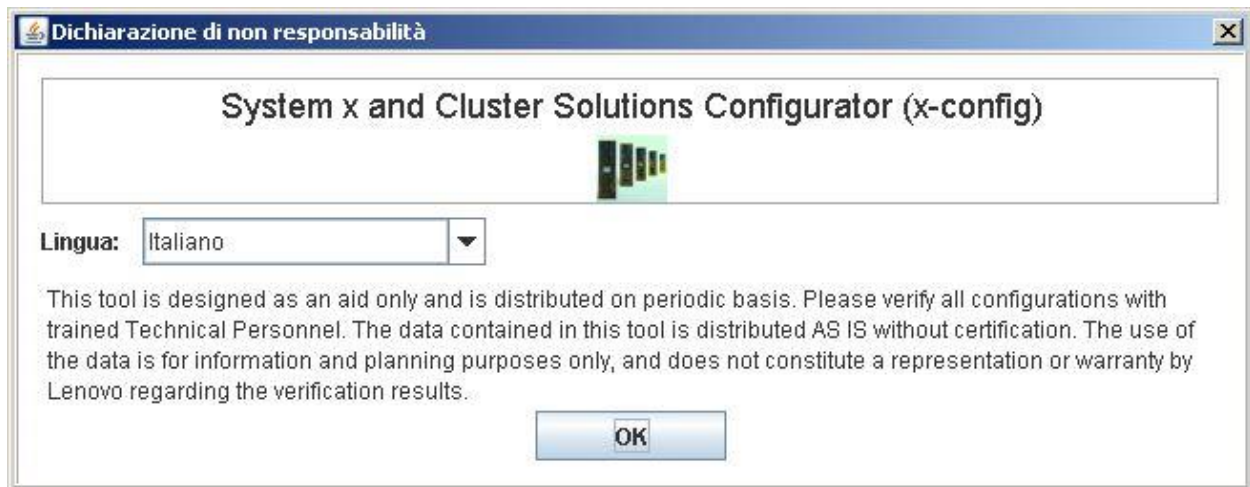 Dichiarazione di non responsabilità
System x and Cluster Solutions Configurator (x-config)
Lingua: Italiano
This tool is designed as an aid only and is distributed on periodic basis. Please verify all configurations with
trained Technical Personnel. The data contained in this tool is distributed AS IS without certification. The use of
the data is for information and planning purposes only, and does not constitute a representation or warranty by
Lenovo regarding the verification results.
OK